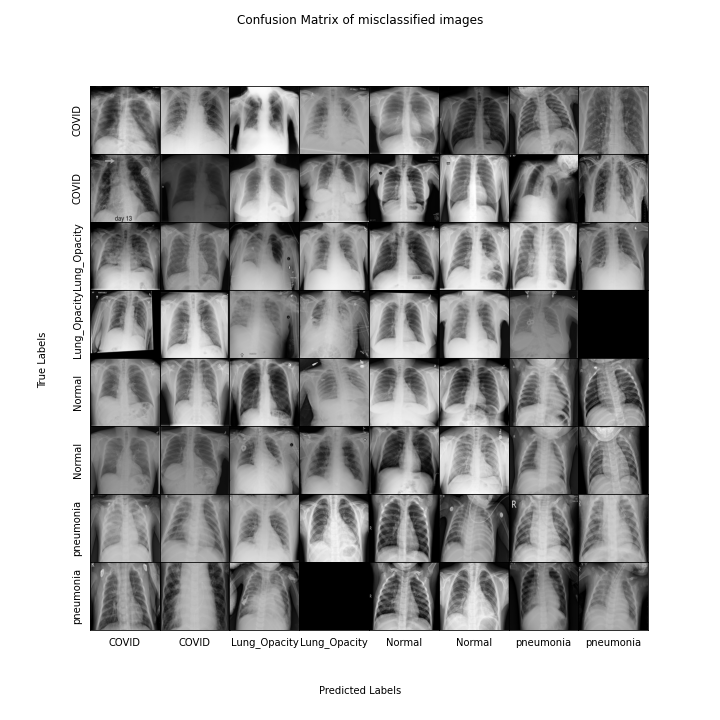 Confusion Matrix of misclassified images
True Labels
COVID
COVID
Lung_Opacity
Lung_Opacity
Normal
Normal
pneumonia
pneumonia
day 13
R
COVID COVID Lung_Opacity Lung_Opacity Normal Normal pneumonia pneumonia
Predicted Labels